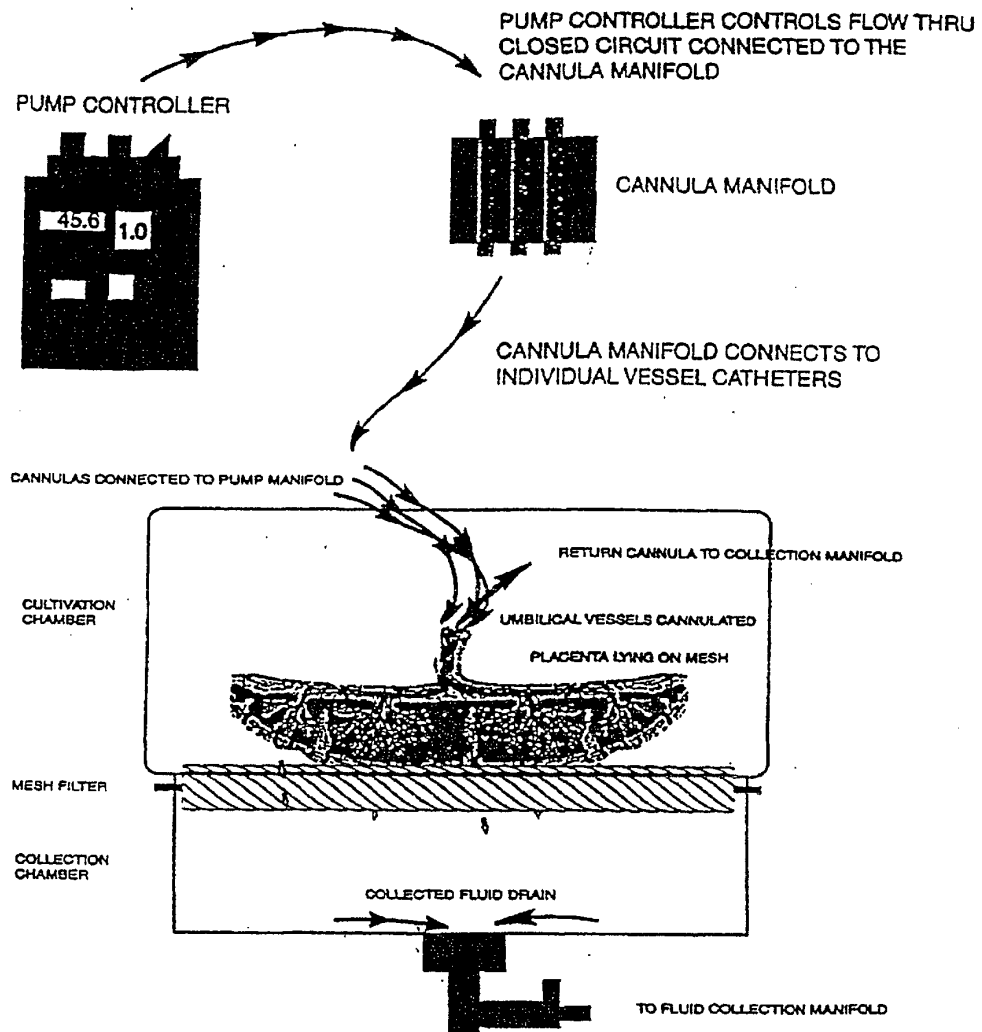 PUMP CONTROLLER CONTROLS FLOW THRU
CLOSED CIRCUIT CONNECTED TO THE
CANNULA MANIFOLD
PUMP CONTROLLER
45.6
1.0
CANNULA MANIFOLD
CANNULA MANIFOLD CONNECTS TO
INDIVIDUAL VESSEL CATHETERS
CANNULAS CONNECTED TO PUMP MANIFOLD
RETURN CANNULA TO COLLECTION MANIFOLD
CULTIVATION
CHAMBER
UMBILICAL VESSELS CANNULATED
PLACENTA LYING ON MESH
MESH FILTER
COLLECTION
CHAMBER
COLLECTED FLUID DRAIN
TO FLUID COLLECTION MANIFOLD